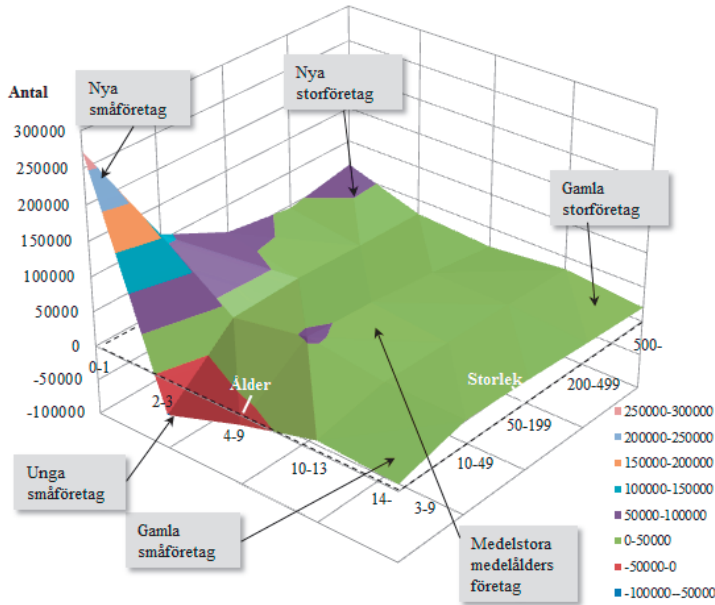 Nya
småföretag
Nya
storföretag
Antal
300000
250000
200000
150000
100000
50000
0
-50000
-100000
Gamla
storföretag
0-1
2-3
4-9
10-13
14-
Ålder
Storlek
3-9
10-49
50-199
200-499
500-
Unga
småföretag
Gamla
småföretag
Medelstora
medelålders
företag
250000-300000
200000-250000
150000-200000
100000-150000
50000-100000
0-50000
-50000-0
-100000--50000